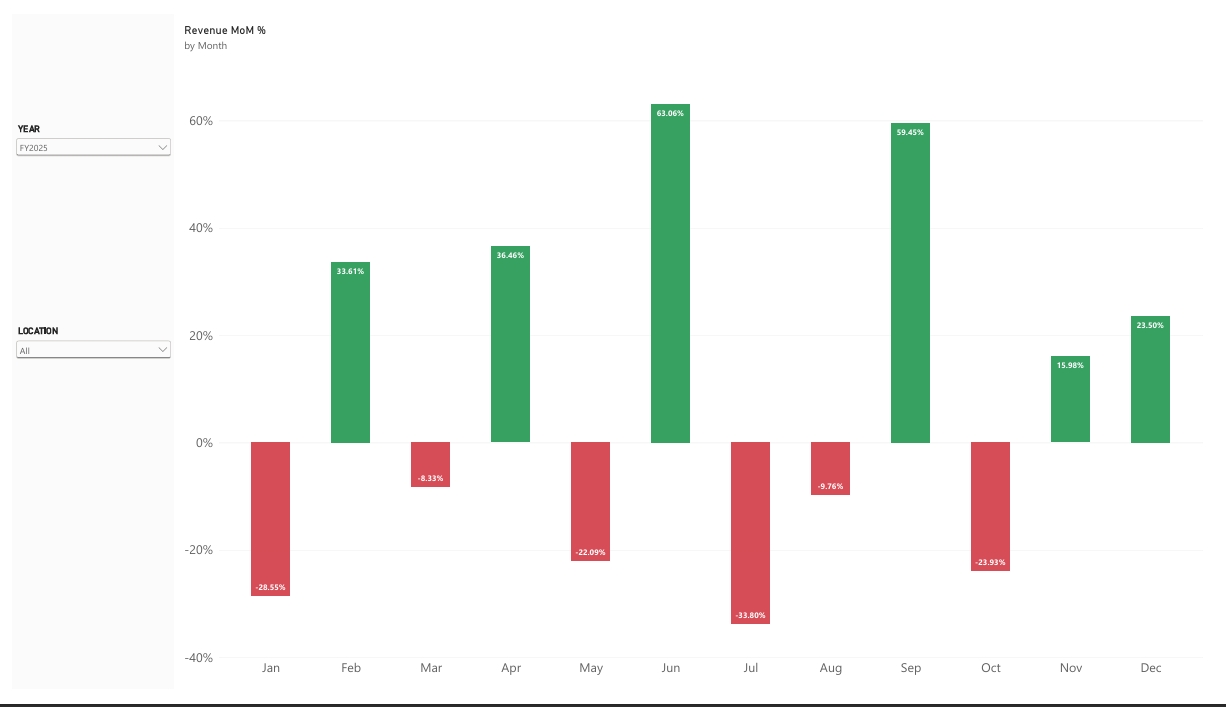 Revenue MoM %
by Month
YEAR
FY2025
LOCATION
All
60%
40%
20%
0%
-20%
-40%
-28.55%
33.61%
-8.33%
36.46%
-22.09%
63.06%
-33.80%
-9.76%
59.45%
-23.93%
15.98%
23.50%
Jan Feb Mar Apr May Jun Jul Aug Sep Oct Nov Dec